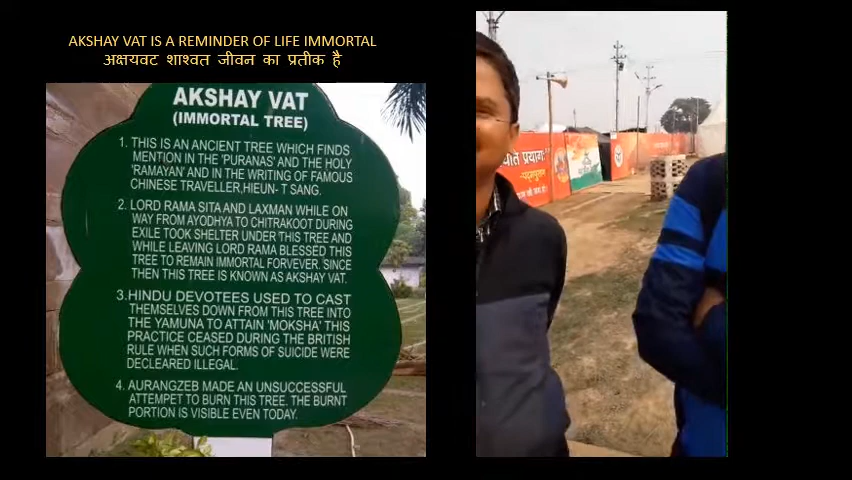 AKSHAY VAT IS A REMINDER OF LIFE IMMORTAL
अक्षयवट शाश्वत जीवन का प्रतीक है
AKSHAY VAT
(IMMORTAL TREE)
1. THIS IS AN ANCIENT TREE WHICH FINDS
MENTION IN THE 'PURANAS' AND THE HOLY
'RAMAYAN' AND IN THE WRITING OF FAMOUS
CHINESE TRAVELLER,HIEUN- T SANG.
2. LORD RAMA SITA AND LAXMAN WHILE ON
WAY FROM AYODHYA TO CHITRAKOOT DURING
EXILE TOOK SHELTER UNDER THIS TREE AND
WHILE LEAVING LORD RAMA BLESSED THIS
TREE TO REMAIN IMMORTAL FORVEVER. SINCE
THEN THIS TREE IS KNOWN AS AKSHAY VAT.
3.HINDU DEVOTEES USED TO CAST
THEMSELVES DOWN FROM THIS TREE INTO
THE YAMUNA TO ATTAIN 'MOKSHA' THIS
PRACTICE CEASED DURING THE BRITISH
RULE WHEN SUCH FORMS OF SUICIDE WERE
DECLEARED ILLEGAL.
4. AURANGZEB MADE AN UNSUCCESSFUL
ATTEMPT TO BURN THIS TREE. THE BURNT
PORTION IS VISIBLE EVEN TODAY.
प्रयागः